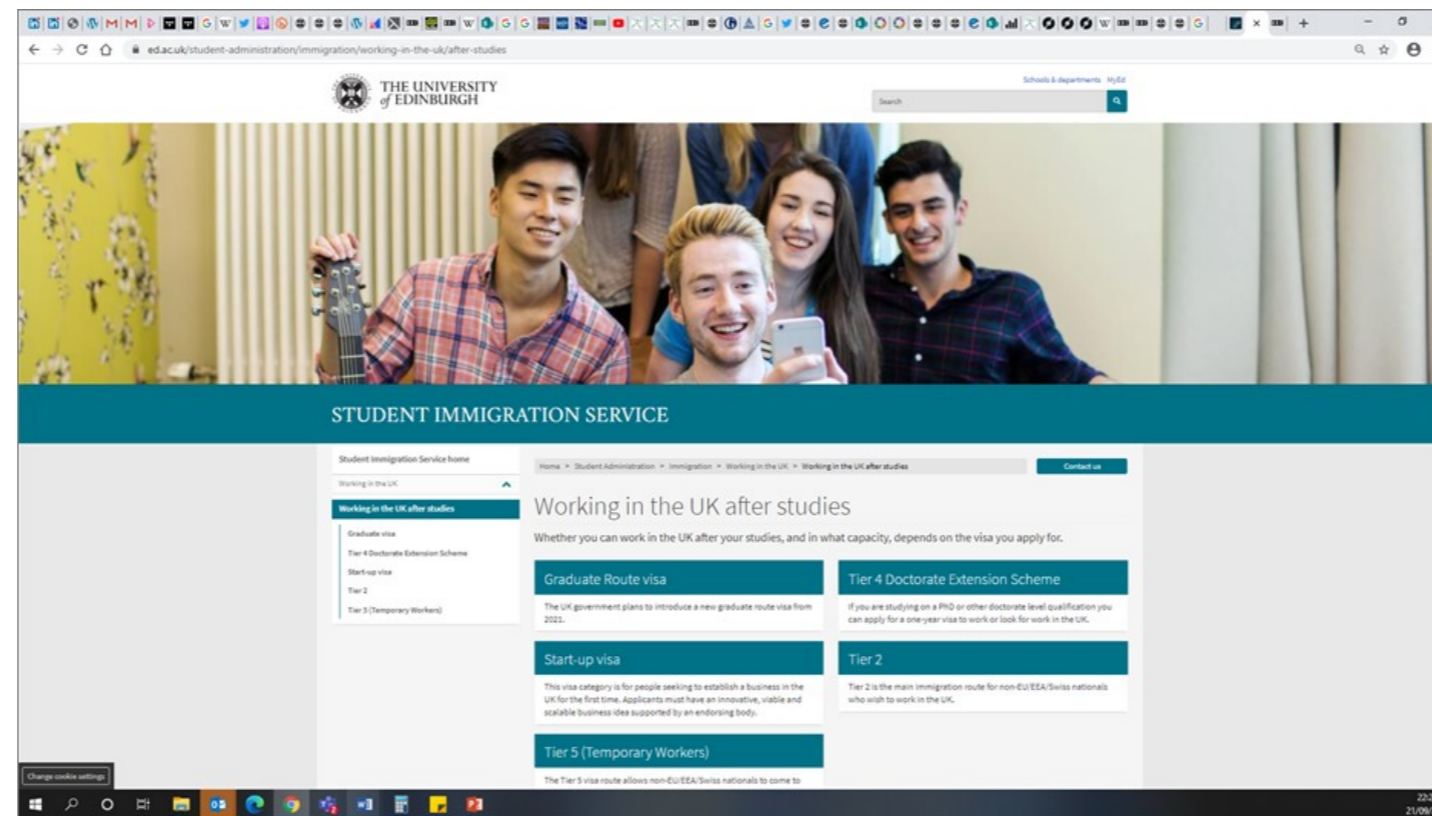 ed.ac.uk/student-administration/immigration/working-in-the-uk/after-studies
Schools & departments MyEd
THE UNIVERSITY
of EDINBURGH
Search
STUDENT IMMIGRATION SERVICE
Student Immigration Service home
Working in the UK
Working in the UK after studies
Graduate visa
Tier 4 Doctorate Extension Scheme
Start-up visa
Tier 2
Tier 5 (Temporary Workers)
Home > Student Administration > Immigration > Working in the UK > Working in the UK after studies
Contact us
Working in the UK after studies
Whether you can work in the UK after your studies, and in what capacity, depends on the visa you apply for.
Graduate Route visa
The UK government plans to introduce a new graduate route visa from
2021.
Tier 4 Doctorate Extension Scheme
If you are studying on a PhD or other doctorate level qualification you
can apply for a one-year visa to work or look for work in the UK.
Start-up visa
This visa category is for people seeking to establish a business in the
UK for the first time. Applicants must have an innovative, viable and
scalable business idea supported by an endorsing body.
Tier 2
Tier 2 is the main immigration route for non-EU/EEA/Swiss nationals
who wish to work in the UK.
Tier 5 (Temporary Workers)
The Tier 5 visa route allows non-EU/EEA/Swiss nationals to come to
Change cookie settings
22:2
21/09/